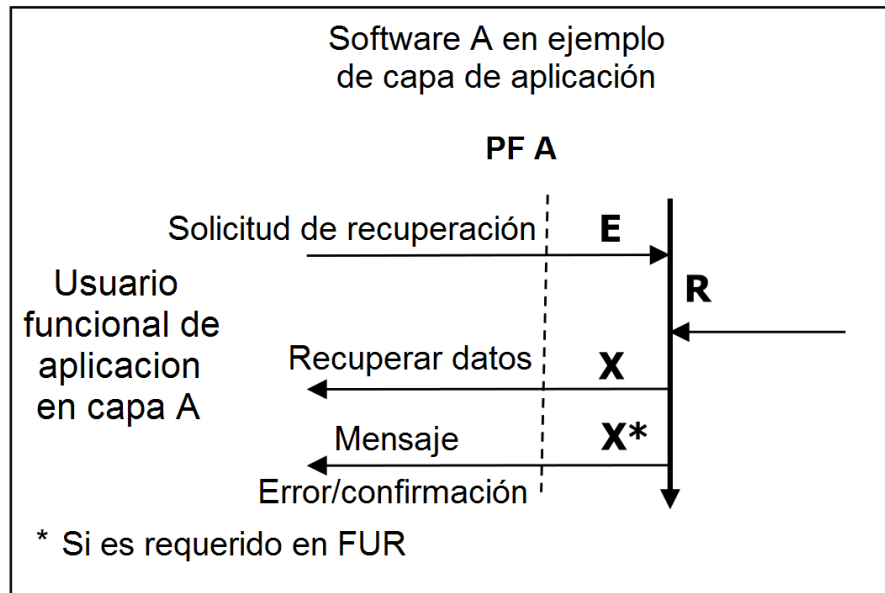 Software A en ejemplo
de capa de aplicación
PF A
Solicitud de recuperación
E
R
Usuario
funcional de
aplicacion
en capa A
Recuperar datos
X
Mensaje
X*
Error/confirmación
* Si es requerido en FUR